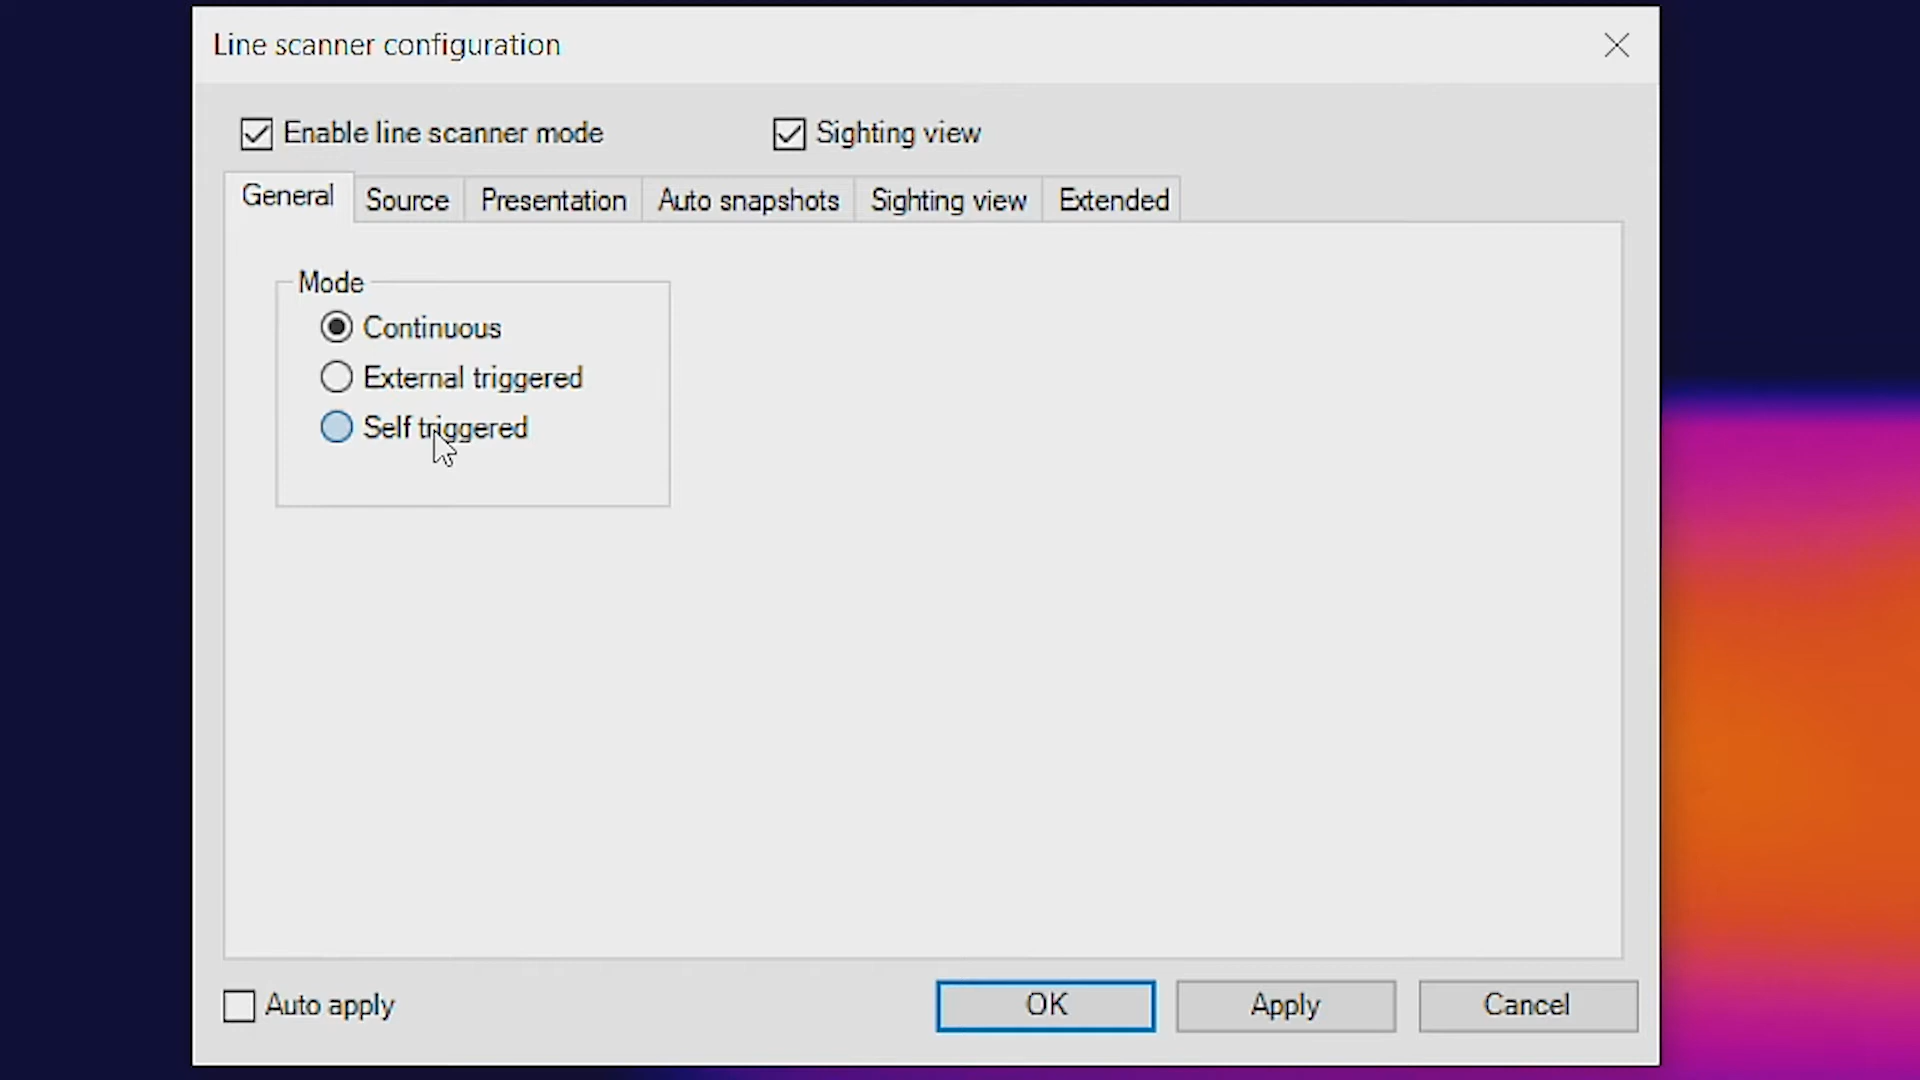 Line scanner configuration
Enable line scanner mode
Sighting view
General
Source
Presentation
Auto snapshots
Sighting view
Extended
Mode
Continuous
External triggered
Self triggered
Auto apply
OK
Apply
Cancel